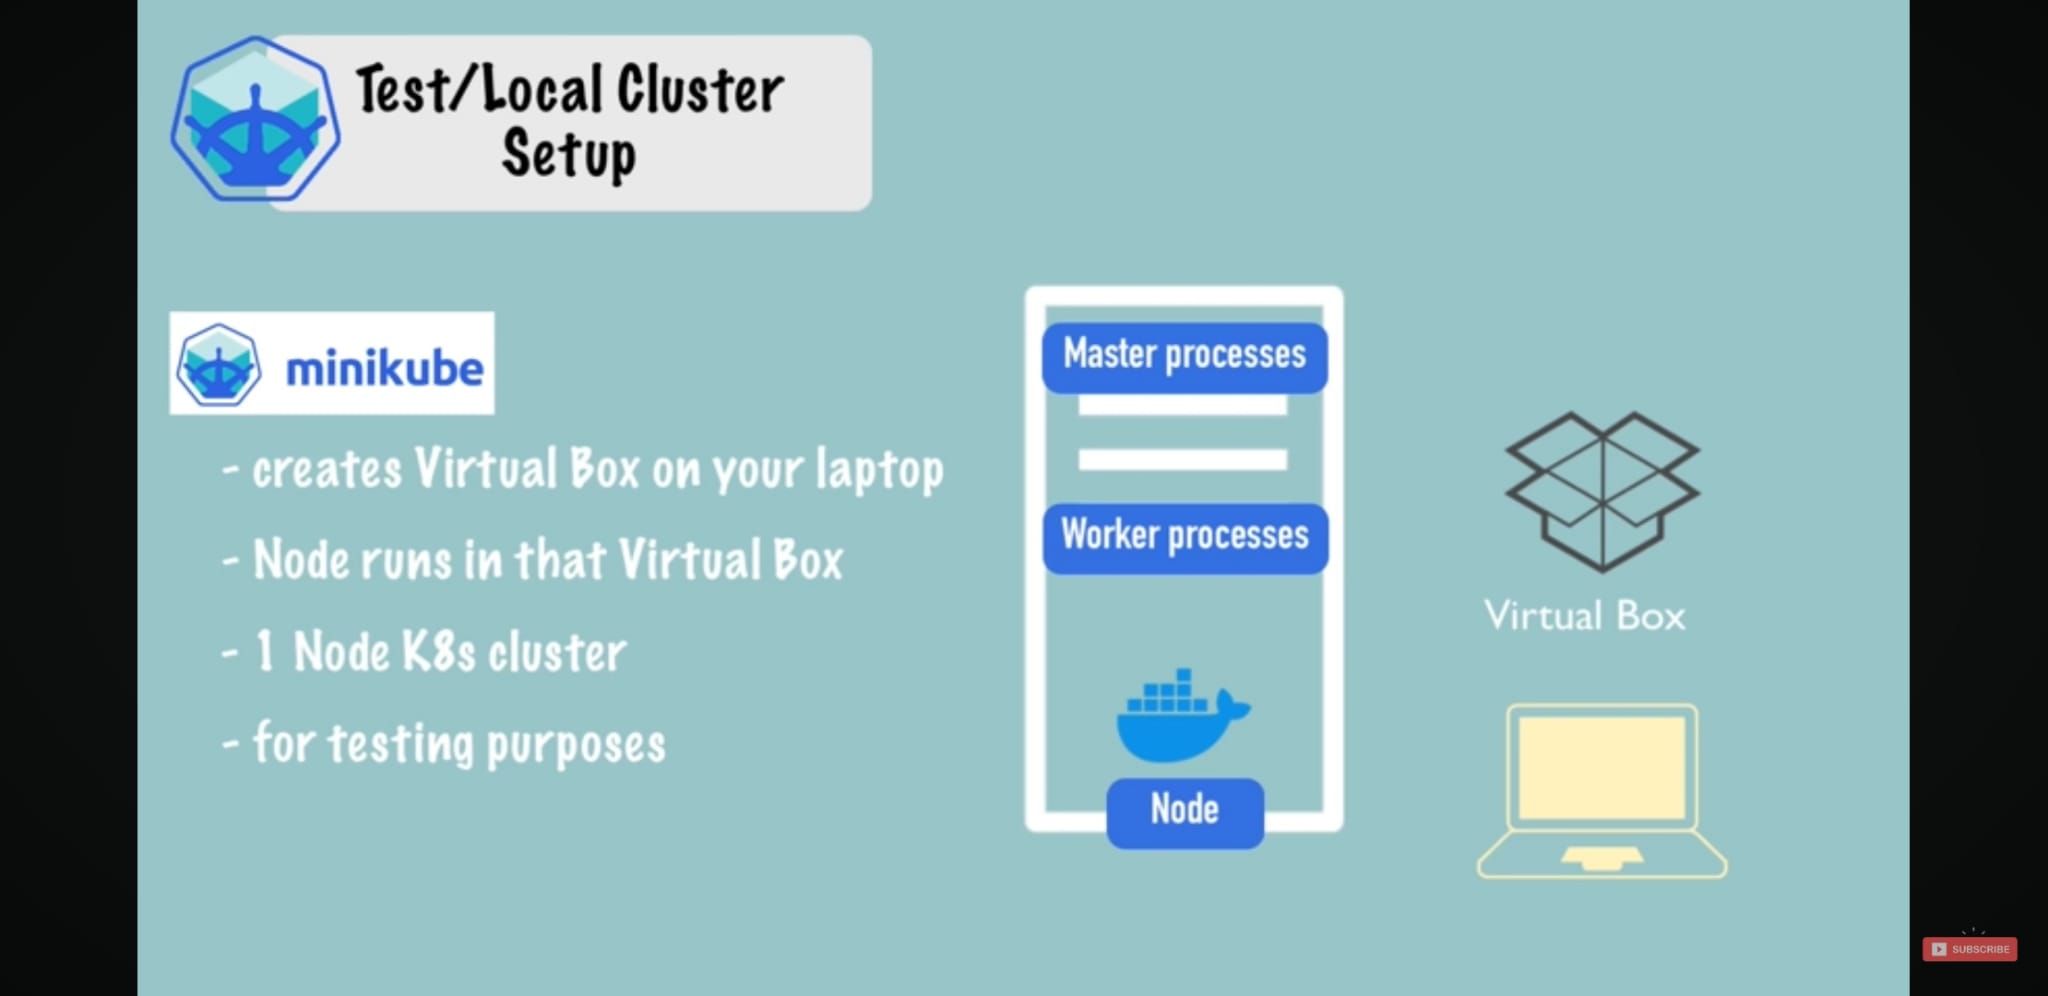 Test/Local Cluster
Setup
minikube
- creates Virtual Box on your laptop
- Node runs in that Virtual Box
- 1 Node K8s cluster
- for testing purposes
Master processes
Worker processes
Node
Virtual Box
SUBSCRIBE